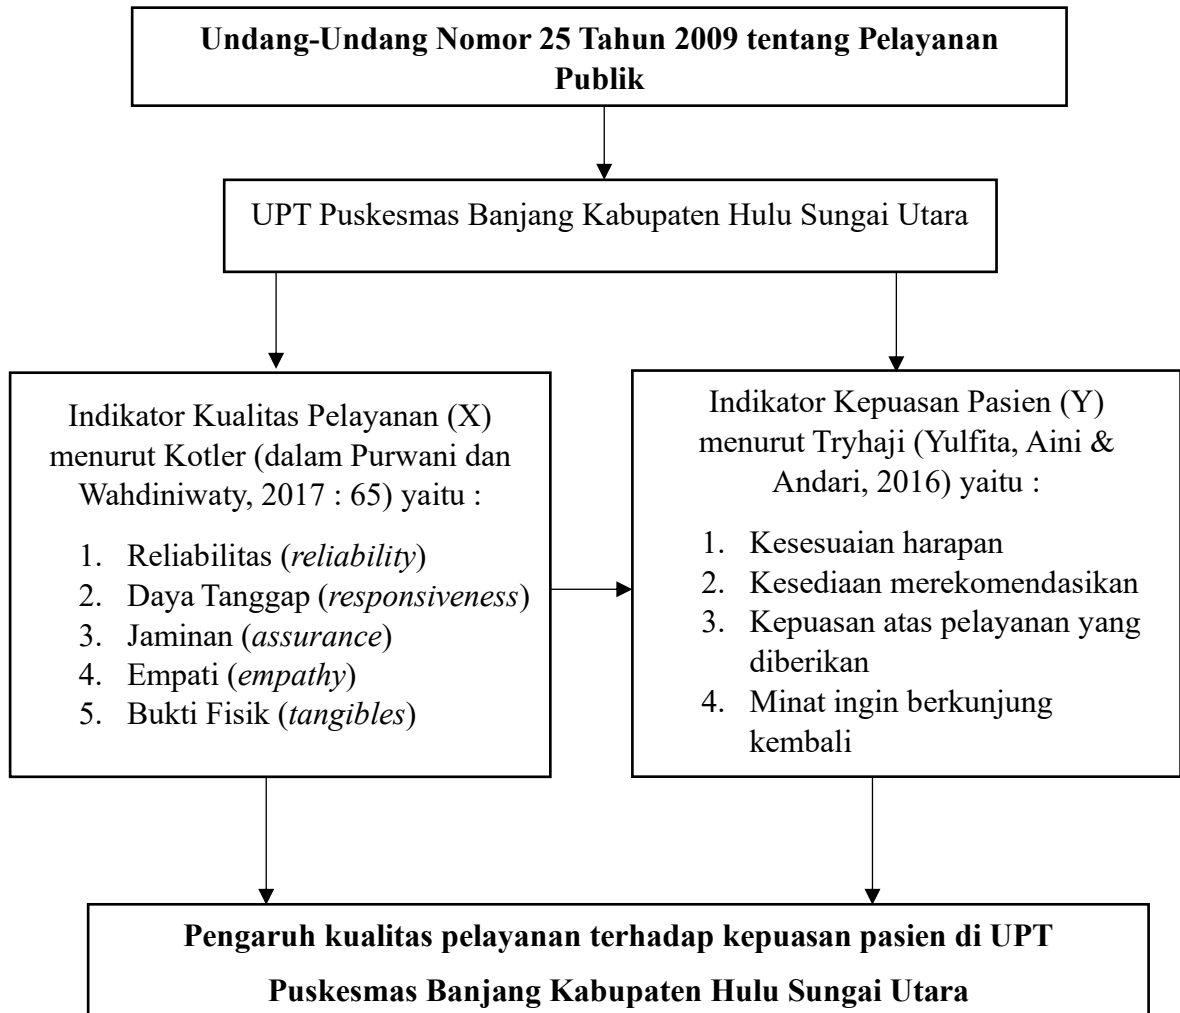 Undang-Undang Nomor 25 Tahun 2009 tentang Pelayanan
Publik
UPT Puskesmas Banjang Kabupaten Hulu Sungai Utara
Indikator Kualitas Pelayanan (X)
menurut Kotler (dalam Purwani dan
Wahdiniwaty, 2017 : 65) yaitu :
1. Reliabilitas (reliability)
2. Daya Tanggap (responsiveness)
3. Jaminan (assurance)
4. Empati (empathy)
5. Bukti Fisik (tangibles)
Indikator Kepuasan Pasien (Y)
menurut Tryhaji (Yulfita, Aini &
Andari, 2016) yaitu :
1. Kesesuaian harapan
2. Kesediaan merekomendasikan
3. Kepuasan atas pelayanan yang
diberikan
4. Minat ingin berkunjung
kembali
Pengaruh kualitas pelayanan terhadap kepuasan pasien di UPT
Puskesmas Banjang Kabupaten Hulu Sungai Utara